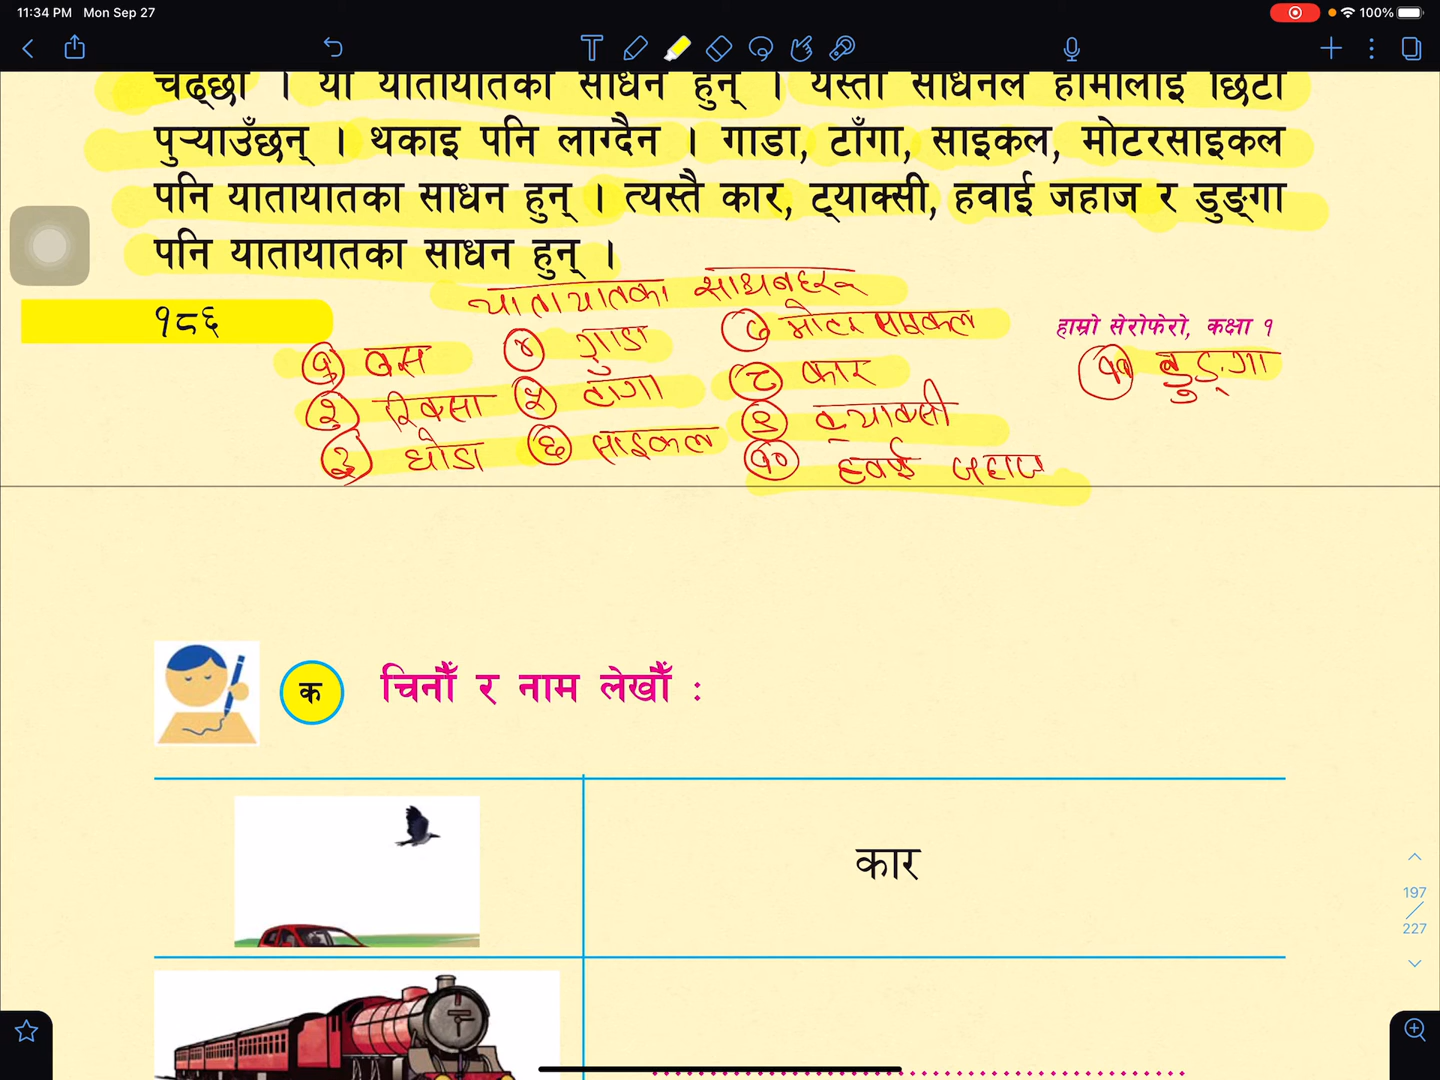 11:34 PM Mon Sep 27
100%
चढ्छौँ । यी यातायातका साधन हुन् । यस्ता साधनले हामीलाई छिटो
पुऱ्याउँछन् । थकाइ पनि लाग्दैन । गाडा, टाँगा, साइकल, मोटरसाइकल
पनि यातायातका साधन हुन् । त्यस्तै कार, ट्याक्सी, हवाई जहाज र डुङ्गा
पनि यातायातका साधन हुन् ।
यातायातका साधनहरू
१८६
हाम्रो सेरोफेरो, कक्षा १
१ बस
२ रिक्सा
३ घोडा
४ गाडा
५ टाँगा
६ साइकल
७ मोटर साइकल
८ कार
९ ट्याक्सी
१० हवाई जहाज
११ डुङ्गा
क चिनौँ र नाम लेखौँ :
कार
197
227